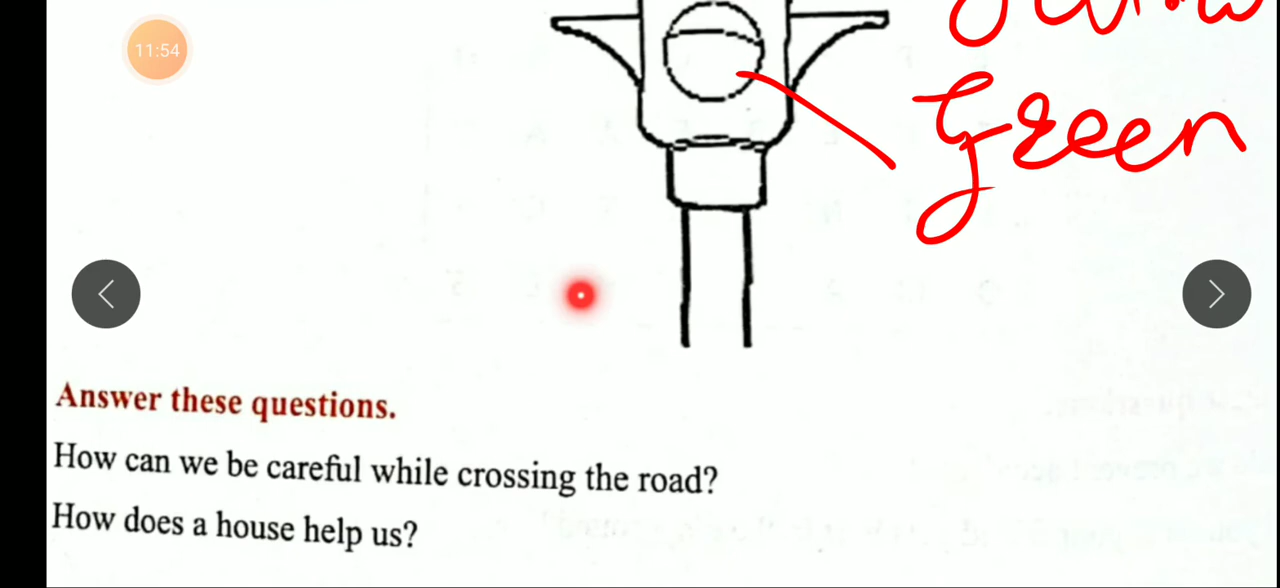 11:54
Green
Answer these questions.
How can we be careful while crossing the road?
How does a house help us?